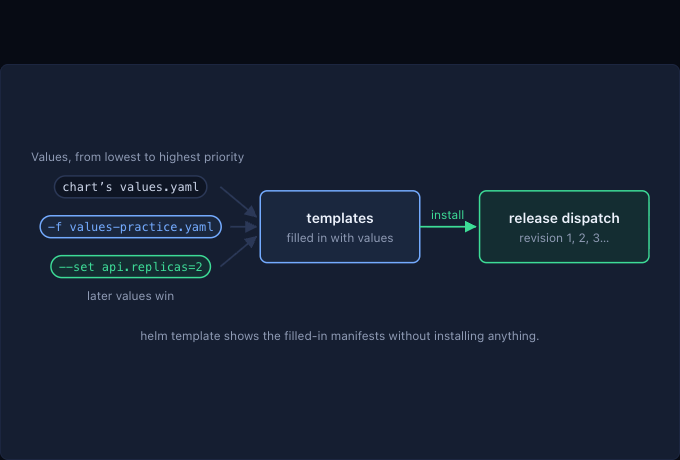 Values, from lowest to highest priority
chart’s values.yaml
-f values-practice.yaml
--set api.replicas=2
later values win
templates
filled in with values
install
release dispatch
revision 1, 2, 3…
helm template shows the filled-in manifests without installing anything.